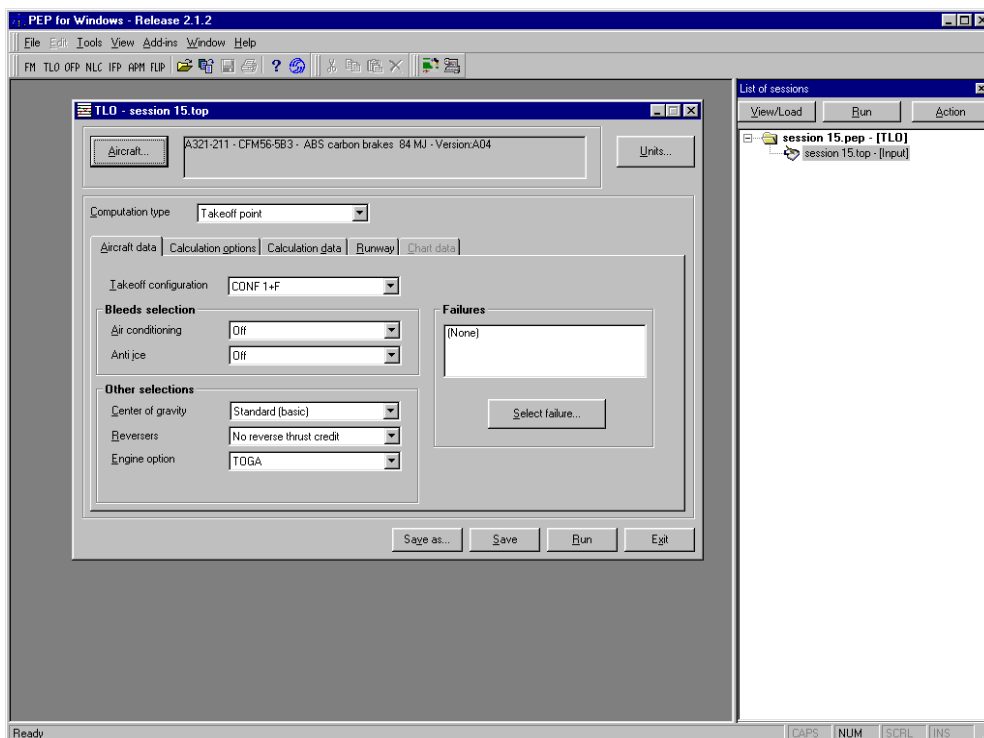 PEP for Windows - Release 2.1.2
File Edit Tools View Add-ins Window Help
FM TLO OFP NLC IFP APM FLIP
List of sessions
View/Load Run Action
session 15.pep - [TLO]
session 15.top - [Input]
TLO - session 15.top
Aircraft...
A321-211 - CFM56-5B3 - ABS carbon brakes 84 MJ - Version:A04
Units...
Computation type Takeoff point
Aircraft data Calculation options Calculation data Runway Chart data
Takeoff configuration CONF 1+F
Bleeds selection
Air conditioning Off
Anti jce Off
Failures
(None)
Select failure...
Other selections
Center of gravity Standard (basic)
Reversers No reverse thrust credit
Engine option TOGA
Save as... Save Run Exit
Ready CAPS NUM SCRL INS